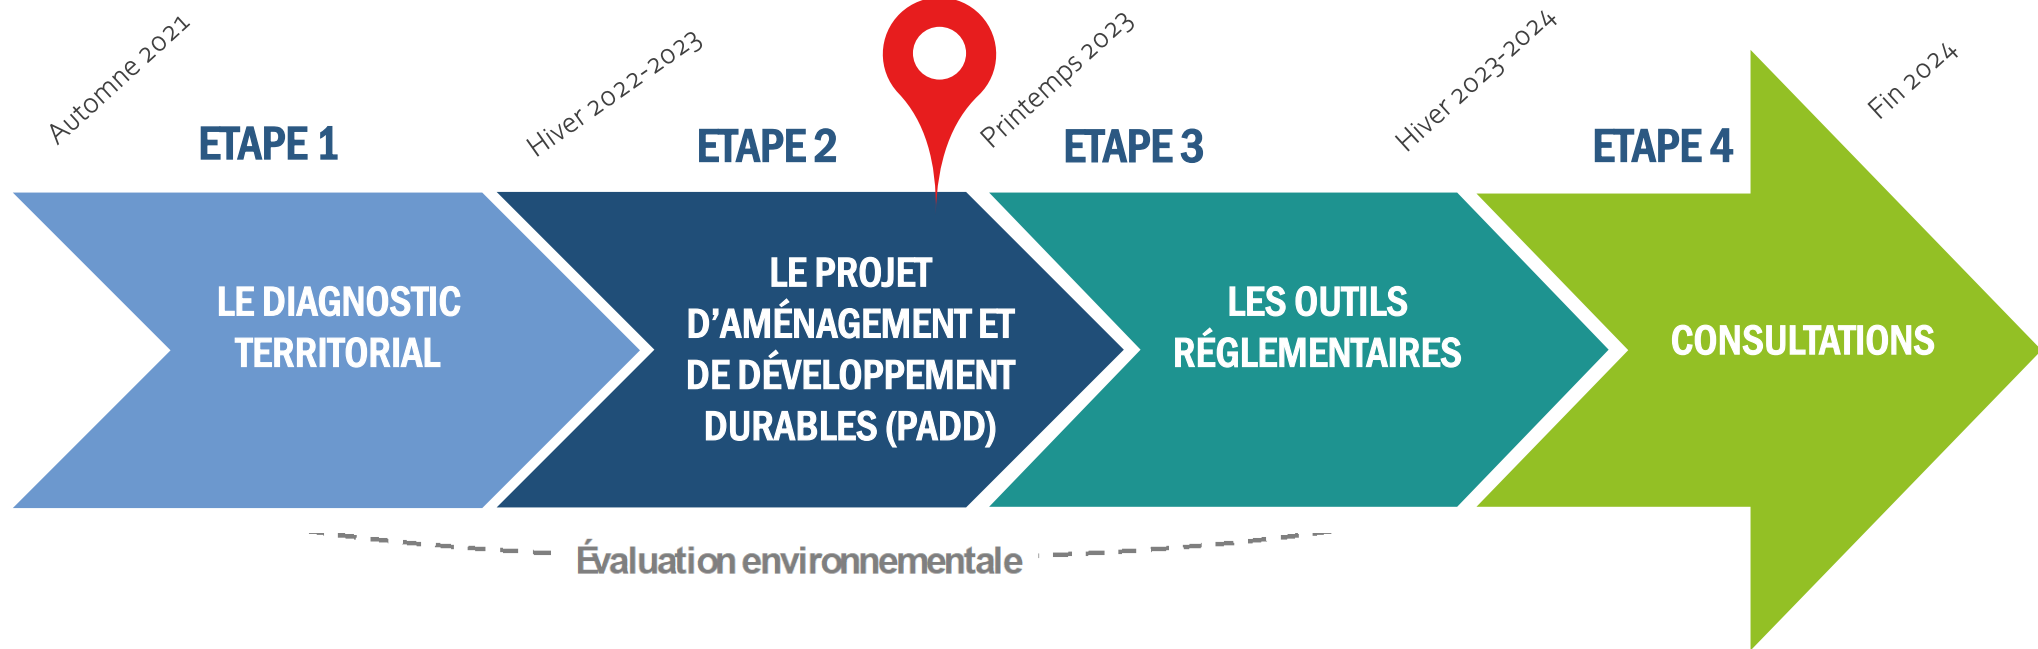 Automne 2021
Hiver 2022-2023
Printemps 2023
Hiver 2023-2024
Fin 2024
ETAPE 1
ETAPE 2
ETAPE 3
ETAPE 4
LE DIAGNOSTIC
TERRITORIAL
LE PROJET
D’AMÉNAGEMENT ET
DE DÉVELOPPEMENT
DURABLES (PADD)
LES OUTILS
RÉGLEMENTAIRES
CONSULTATIONS
Évaluation environnementale